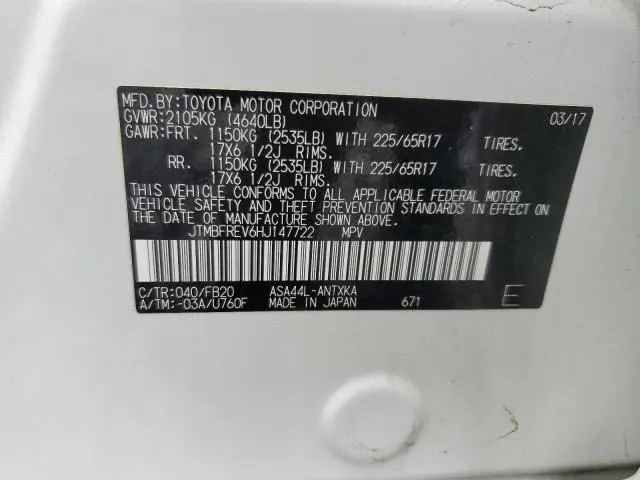 MFD. BY: TOYOTA MOTOR CORPORATION 03/17
GVWR: 2105KG (4640LB)
GAWR: FRT. 1150KG (2535LB) WITH 225/65R17 TIRES.
17X6 1/2J RIMS.
RR. 1150KG (2535LB) WITH 225/65R17 TIRES.
17X6 1/2J RIMS.
THIS VEHICLE CONFORMS TO ALL APPLICABLE FEDERAL MOTOR
VEHICLE SAFETY AND THEFT PREVENTION STANDARDS IN EFFECT ON
THE DATE OF MANUFACTURE SHOWN ABOVE.
JTMBFREV6HJ147722 MPV
C/TR: 040/FB20 ASA44L-ANTXKA
A/TM: -03A/U760F MADE IN JAPAN 671 E